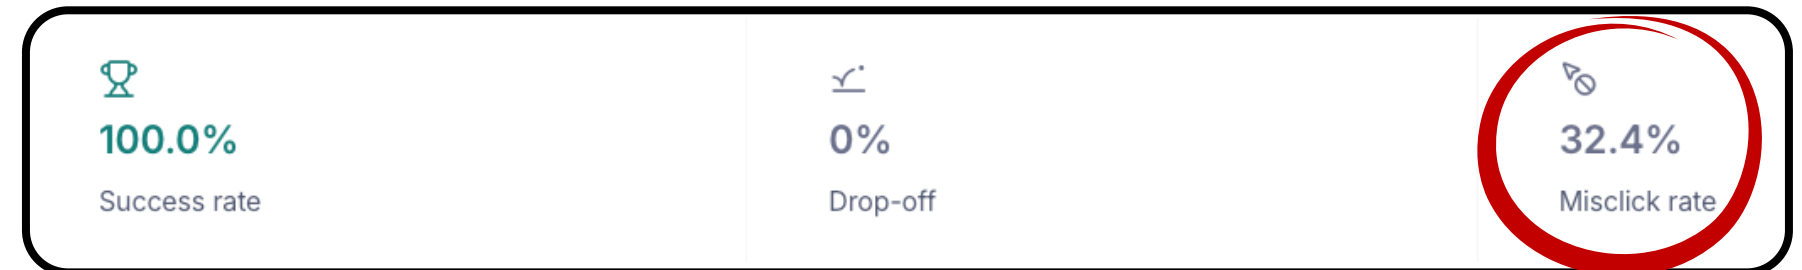 100.0%
Success rate
0%
Drop-off
32.4%
Misclick rate